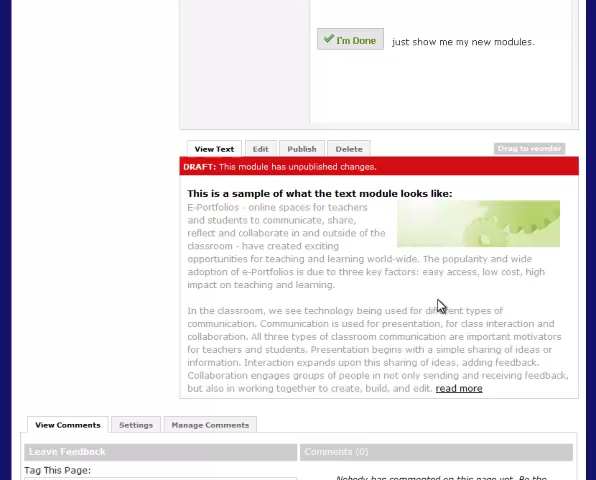 I'm Done just show me my new modules.
View Text Edit Publish Delete Drag to reorder
DRAFT: This module has unpublished changes.
This is a sample of what the text module looks like:
E-Portfolios - online spaces for teachers
and students to communicate, share,
reflect and collaborate in and outside of the
classroom - have created exciting
opportunities for teaching and learning world-wide. The popularity and wide
adoption of e-Portfolios is due to three key factors: easy access, low cost, high
impact on teaching and learning.
In the classroom, we see technology being used for different types of
communication. Communication is used for presentation, for class interaction and
collaboration. All three types of classroom communication are important motivators
for teachers and students. Presentation begins with a simple sharing of ideas or
information. Interaction expands upon this sharing of ideas, adding feedback.
Collaboration engages groups of people in not only sending and receiving feedback,
but also in working together to create, build, and edit. read more
View Comments Settings Manage Comments
Leave Feedback Comments (0)
Tag This Page:
Nobody has commented on this page yet. Be the